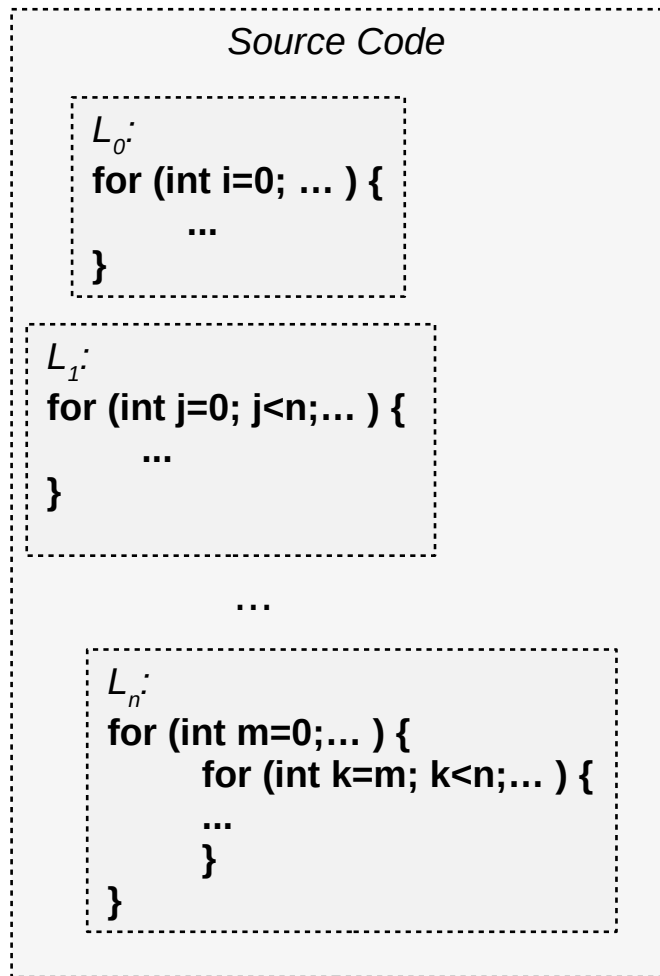 Source Code
L0:
for (int i=0; … ) {
...
}
L1:
for (int j=0; j<n;… ) {
...
}
…
Ln:
for (int m=0;… ) {
for (int k=m; k<n;… ) {
...
}
}